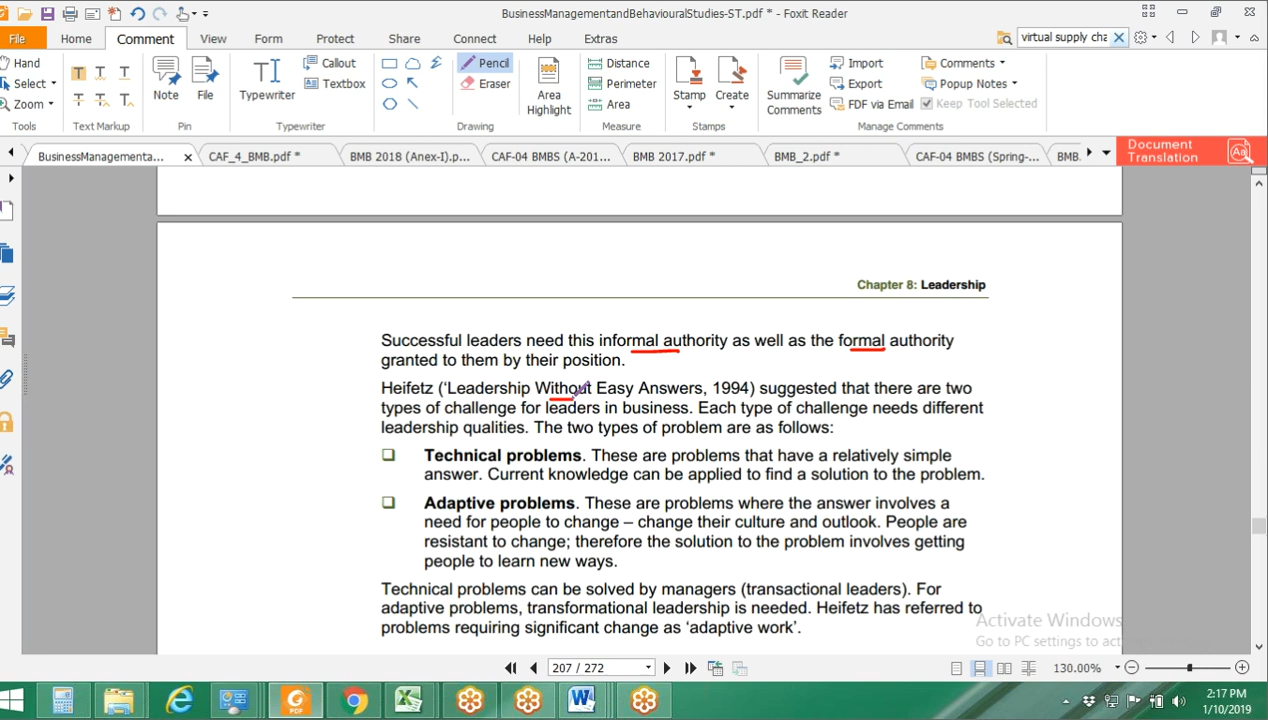 BusinessManagementandBehaviouralStudies-ST.pdf * - Foxit Reader
File Home Comment View Form Protect Share Connect Help Extras virtual supply cha
Hand Select Zoom Tools
Text Markup
Note File Pin
Typewriter Callout Textbox Typewriter
Pencil Eraser Area Highlight Drawing
Distance Perimeter Area Measure
Stamp Create Stamps
Summarize Comments Import Export FDF via Email Comments Popup Notes Keep Tool Selected Manage Comments
BusinessManagementa... CAF_4_BMB.pdf * BMB 2018 (Anex-I).p... CAF-04 BMBS (A-201... BMB 2017.pdf * BMB_2.pdf * CAF-04 BMBS (Spring-... BMB. Document Translation
Chapter 8: Leadership
Successful leaders need this informal authority as well as the formal authority
granted to them by their position.
Heifetz (‘Leadership Without Easy Answers, 1994) suggested that there are two
types of challenge for leaders in business. Each type of challenge needs different
leadership qualities. The two types of problem are as follows:
Technical problems. These are problems that have a relatively simple
answer. Current knowledge can be applied to find a solution to the problem.
Adaptive problems. These are problems where the answer involves a
need for people to change – change their culture and outlook. People are
resistant to change; therefore the solution to the problem involves getting
people to learn new ways.
Technical problems can be solved by managers (transactional leaders). For
adaptive problems, transformational leadership is needed. Heifetz has referred to
problems requiring significant change as ‘adaptive work’.
Activate Windows
Go to PC settings to act
207 / 272 130.00%
2:17 PM
1/10/2019